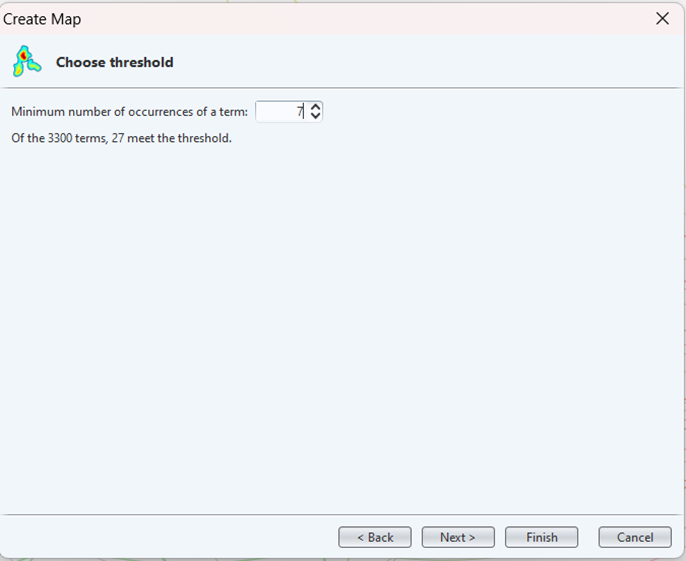 Create Map
Choose threshold
Minimum number of occurrences of a term: 7
Of the 3300 terms, 27 meet the threshold.
< Back Next > Finish Cancel